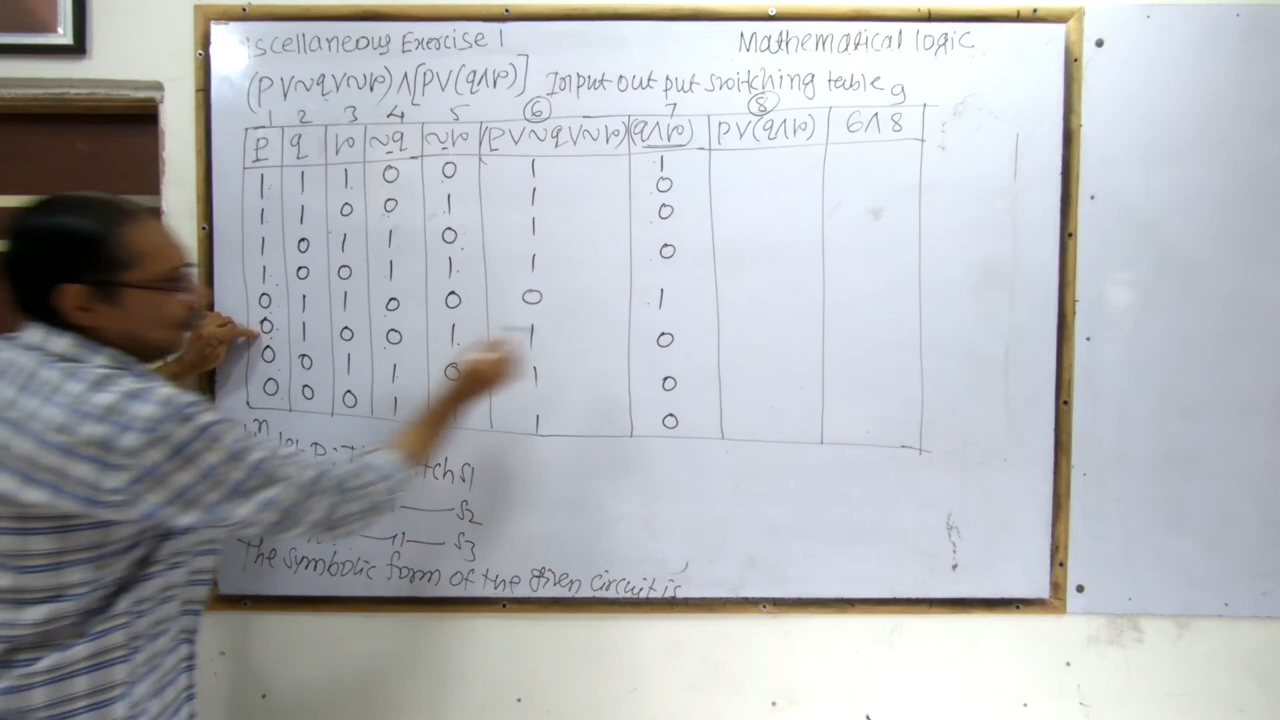 iscellaneous Exercise 1 Mathematical logic
(p∨~q∨~r)∧[p∨(q∧r)] Input out put switching table 9
1 2 3 4 5 6 7 8
p q r ~q ~r (p∨~q∨~r) (q∧r) p∨(q∧r) 6∧8
1 1 1 0 0 1 1
1 1 0 0 1 1 0
1 0 1 1 0 1 0
1 0 0 1 1 1 0
0 1 1 0 0 0 1
0 1 0 0 1 1 0
0 0 1 1 0 1 0
0 0 0 1 1 0
tch S1
S2
11 S3
The symbolic form of the given circuit is